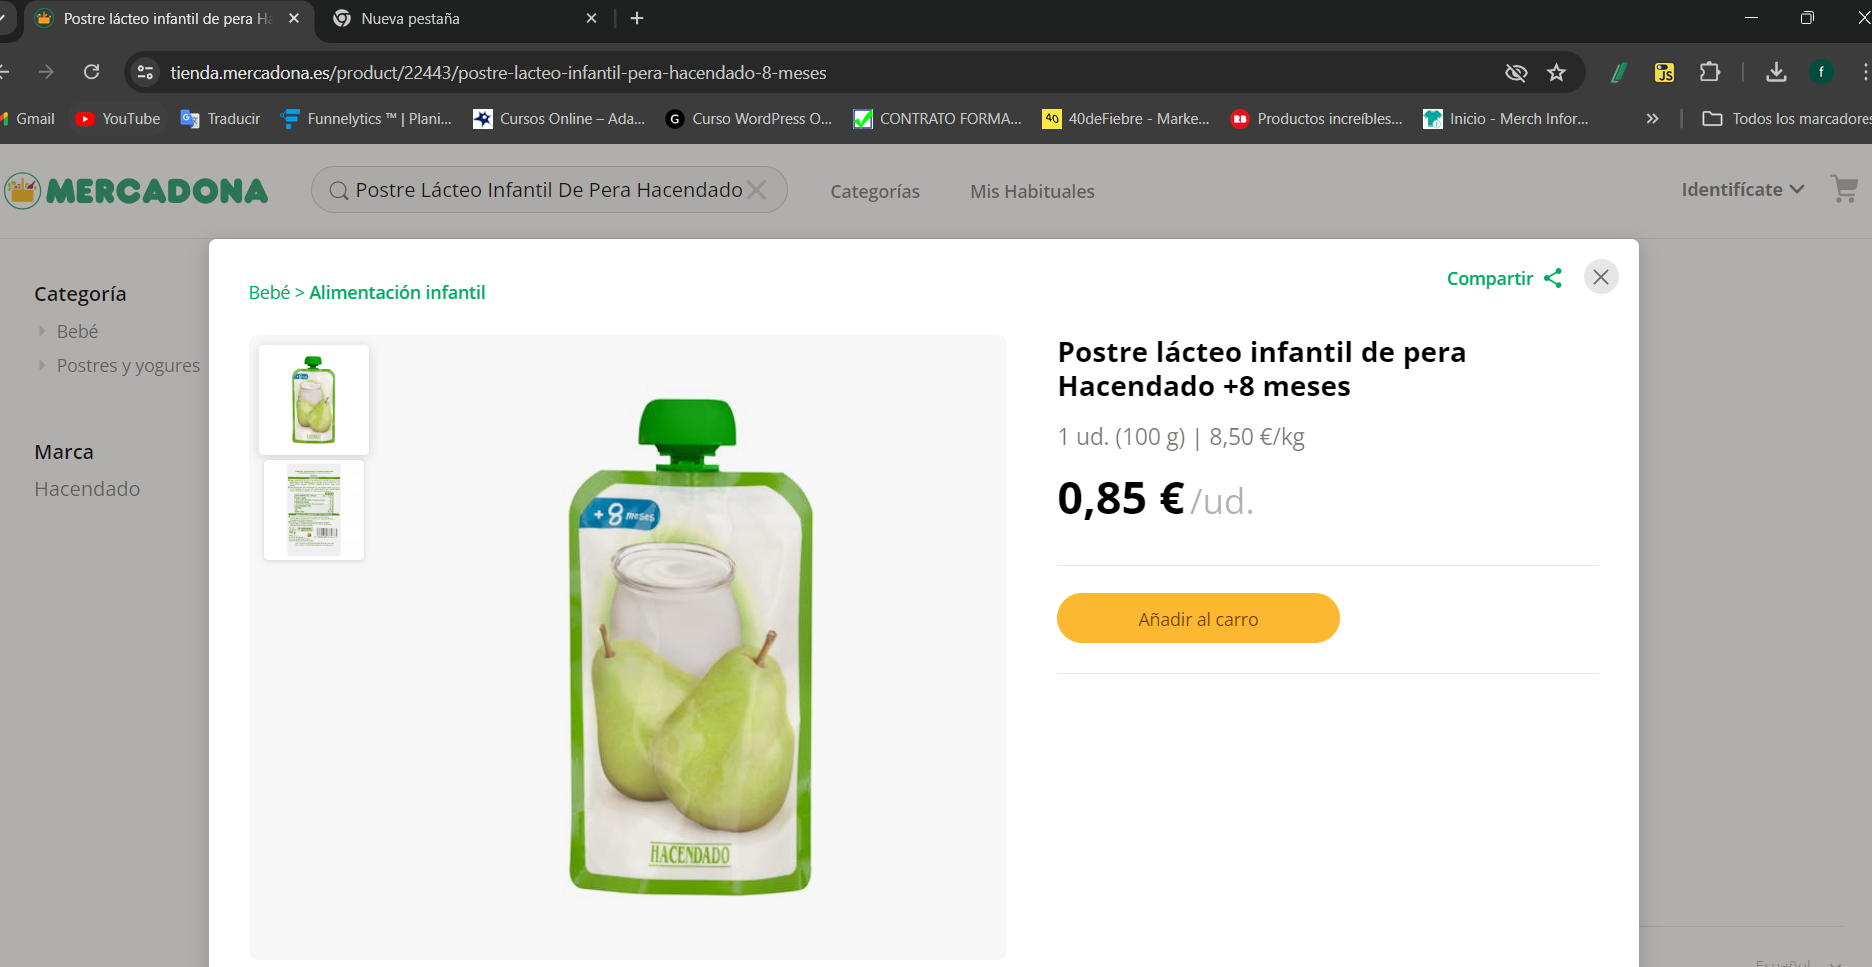 Postre lácteo infantil de pera Ha
Nueva pestaña
tienda.mercadona.es/product/22443/postre-lacteo-infantil-pera-hacendado-8-meses
JS
f
Gmail
YouTube
Traducir
Funnelytics ™ | Plani...
Cursos Online – Ada...
G
Curso WordPress O...
CONTRATO FORMA...
40
40deFiebre - Marke...
RB
Productos increíbles...
Inicio - Merch Infor...
»
Todos los marcadores
MERCADONA
Postre Lácteo Infantil De Pera Hacendado
Categorías
Mis Habituales
Identifícate
Categoría
Bebé
Postres y yogures
Marca
Hacendado
Bebé > Alimentación infantil
Compartir
+ 8 meses
HACENDADO
Postre lácteo infantil de pera
Hacendado +8 meses
1 ud. (100 g) | 8,50 €/kg
0,85 € /ud.
Añadir al carro
Español